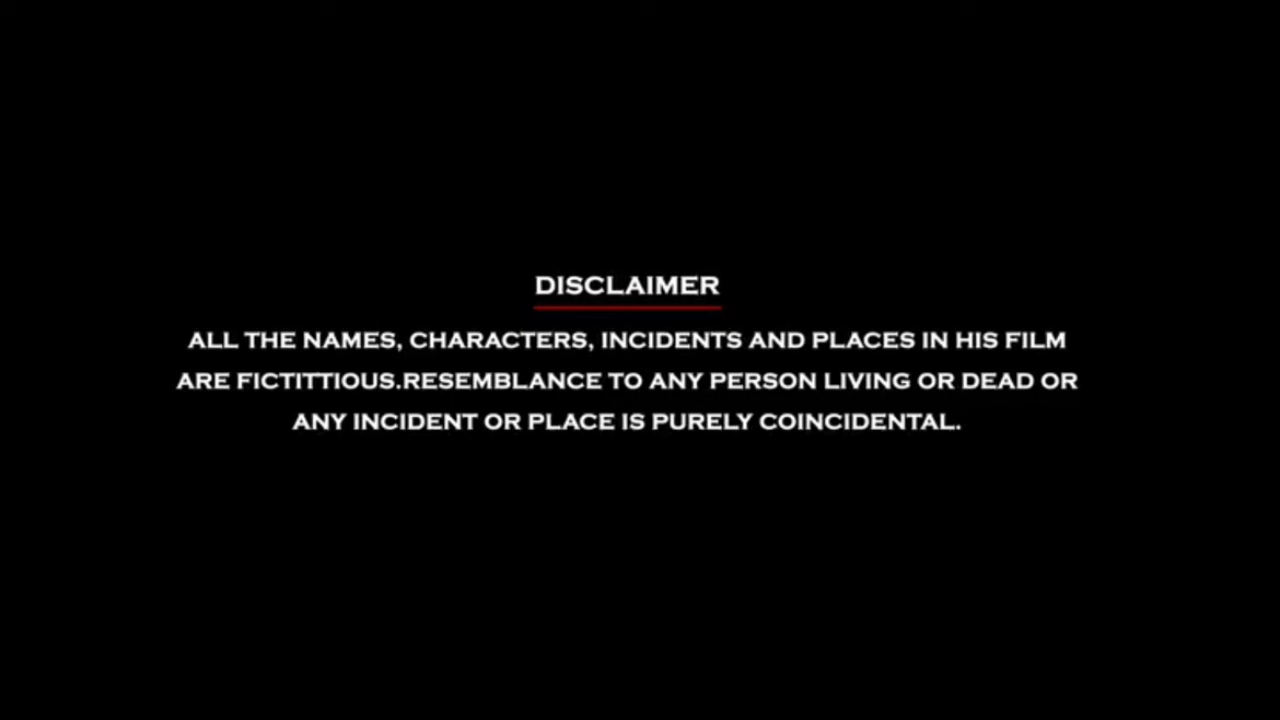 DISCLAIMER
ALL THE NAMES, CHARACTERS, INCIDENTS AND PLACES IN HIS FILM
ARE FICTITTIOUS.RESEMBLANCE TO ANY PERSON LIVING OR DEAD OR
ANY INCIDENT OR PLACE IS PURELY COINCIDENTAL.